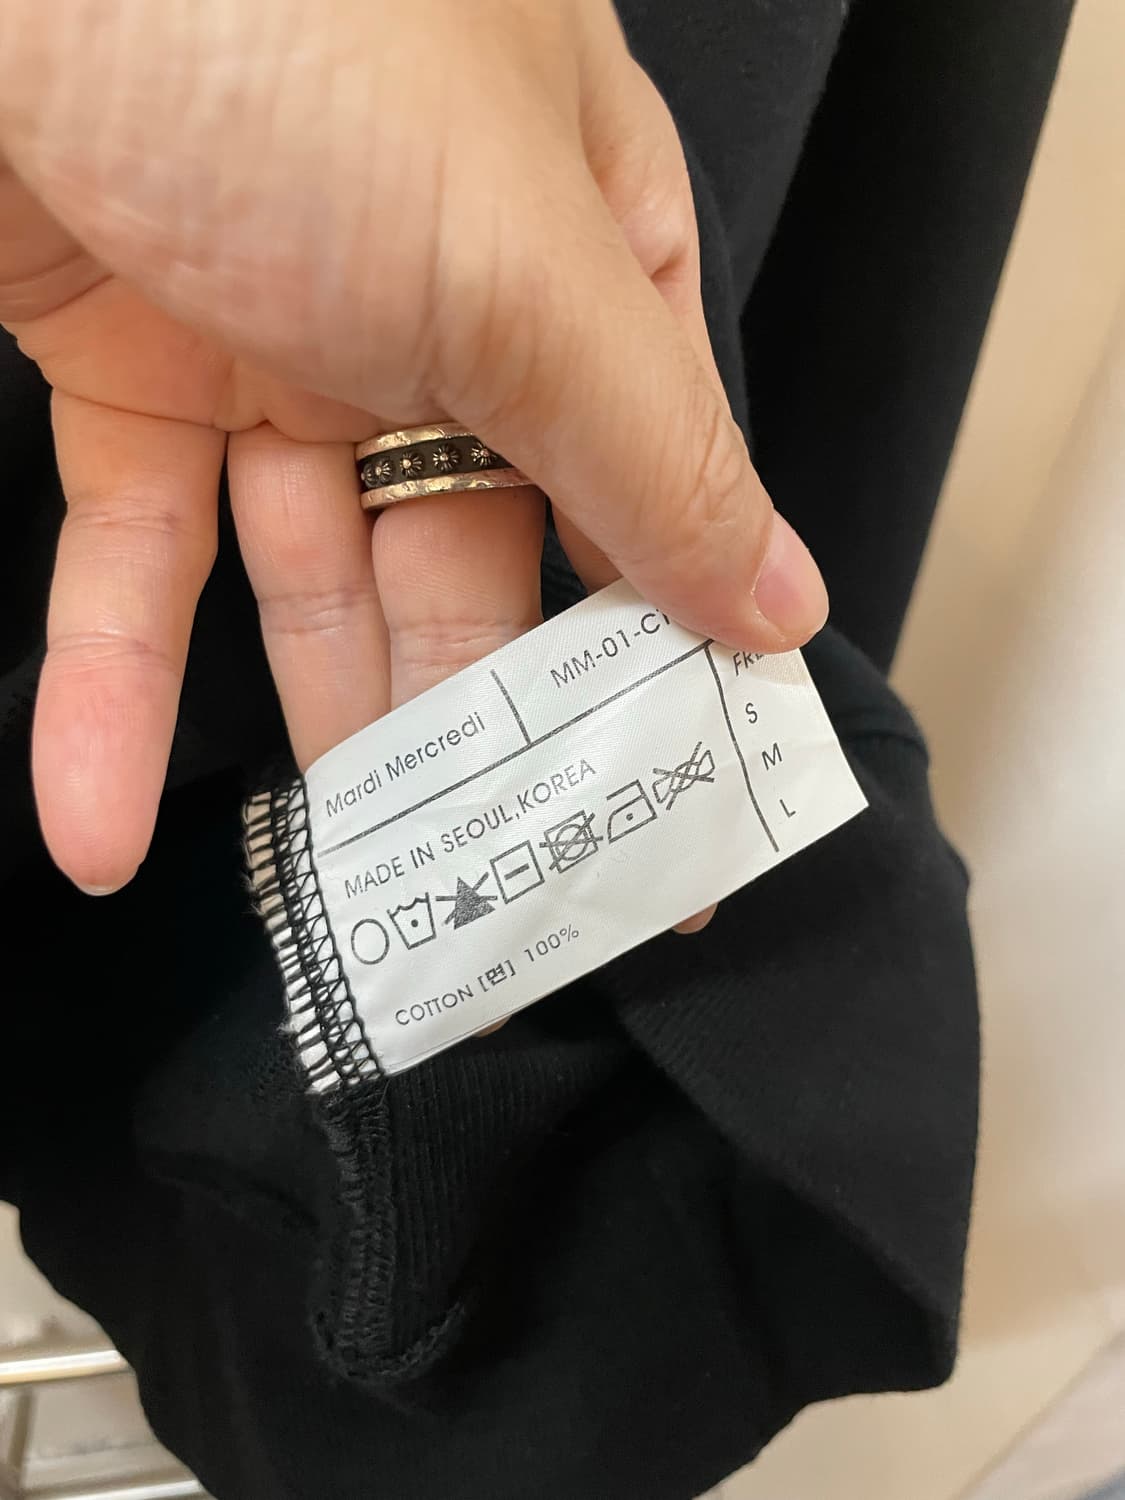 Mardi Mercredi
MM-01-C
MADE IN SEOUL,KOREA
COTTON [면] 100%
S
M
L